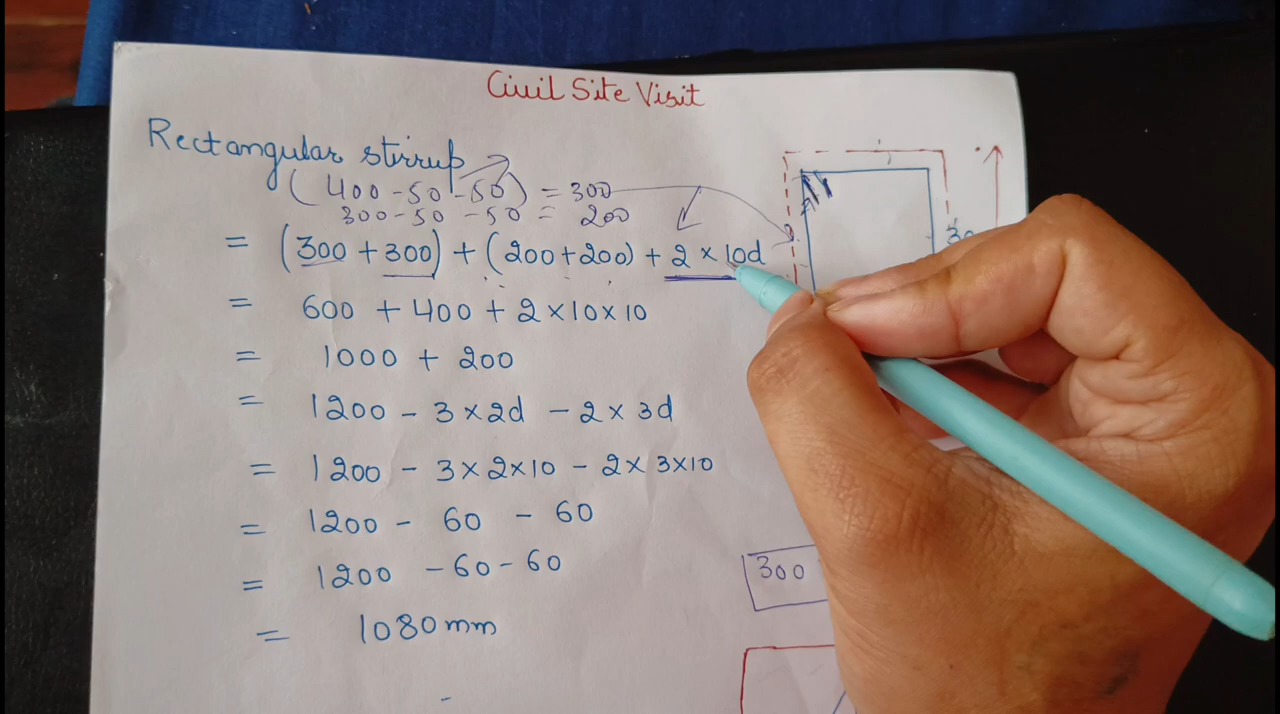 Civil Site Visit
Rectangular stirrup
(400 - 50 - 50) = 300
300 - 50 - 50 = 200
= (300 + 300) + (200 + 200) + 2 × 10d
= 600 + 400 + 2 × 10 × 10
= 1000 + 200
= 1200 - 3 × 2d - 2 × 3d
= 1200 - 3 × 2 × 10 - 2 × 3 × 10
= 1200 - 60 - 60
= 1200 - 60 - 60
= 1080 mm
300